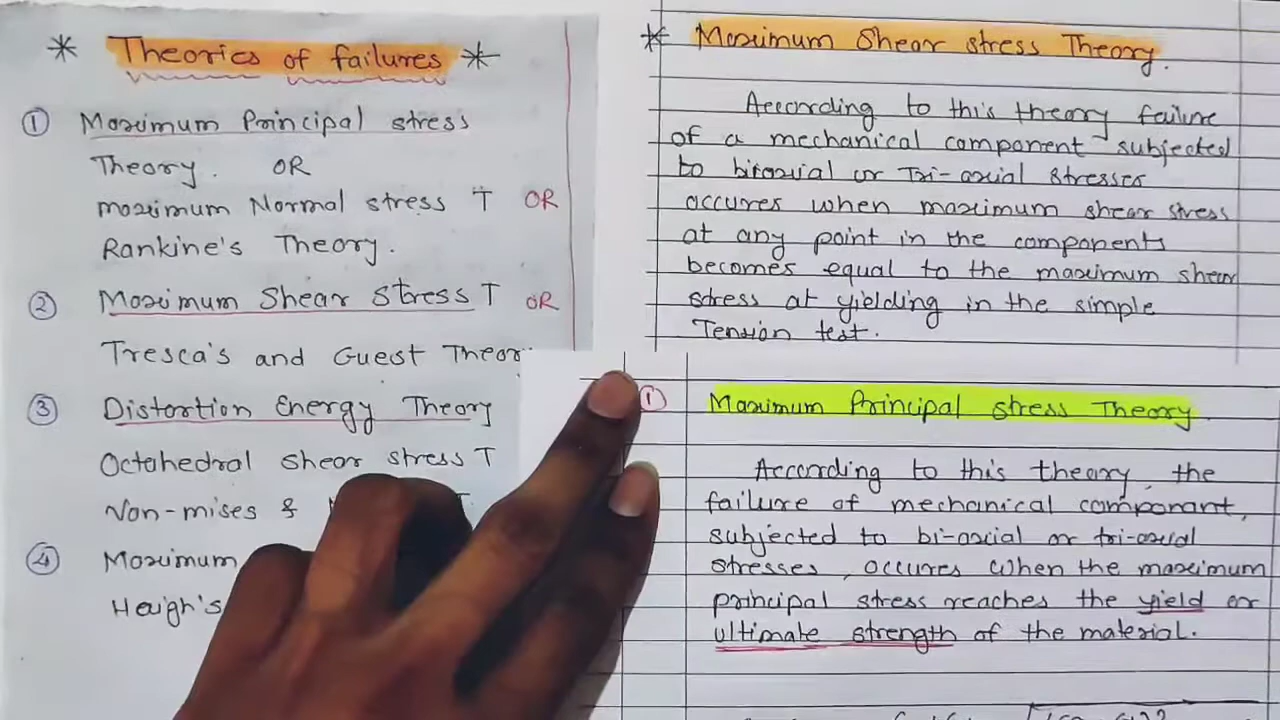 * Theories of failures *
① Maximum Principal stress
Theory. OR
maximum Normal stress T OR
Rankine's Theory.
② Maximum Shear Stress T OR
Tresca's and Guest Theor
③ Distortion Energy Theory
Octahedral shear stress T
Von-mises &
④ Maximum
Heigh's
* Maximum Shear stress Theory.
According to this theory failure
of a mechanical component subjected
to biaxial or Tri-axial stresses
occures when maximum shear stress
at any point in the components
becomes equal to the maximum shear
stress at yielding in the simple
Tension test.
① Maximum Principal stress Theory.
According to this theory, the
failure of mechanical componant,
subjected to bi-axial or tri-axial
stresses, occures when the maximum
principal stress reaches the yield or
ultimate strength of the material.